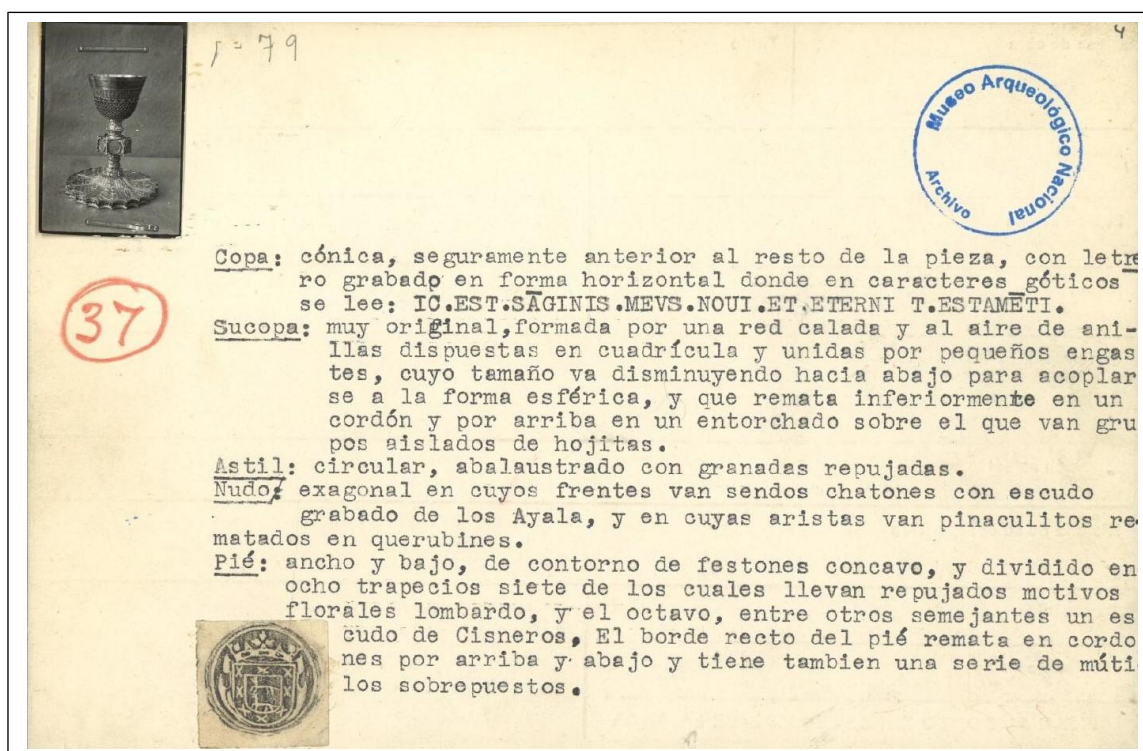 r=79
4
Museo Arqueológico Nacional
Archivo
37
Copa: cónica, seguramente anterior al resto de la pieza, con letre
ro grabado en forma horizontal donde en caracteres góticos
se lee: IC.EST.SĀGINIS.MEVS.NOUI.ET.ETERNI T.ESTAMĒTI.
Sucopa: muy original,formada por una red calada y al aire de ani-
llas dispuestas en cuadrícula y unidas por pequeños engas
tes, cuyo tamaño va disminuyendo hacia abajo para acoplar
se a la forma esférica, y que remata inferiormente en un
cordón y por arriba en un entorchado sobre el que van gru
pos aislados de hojitas.
Astil: circular, abalaustrado con granadas repujadas.
Nudo: exagonal en cuyos frentes van sendos chatones con escudo
grabado de los Ayala, y en cuyas aristas van pinaculitos re-
matados en querubines.
Pié: ancho y bajo, de contorno de festones concavo, y dividido en
ocho trapecios siete de los cuales llevan repujados motivos
florales lombardo, y el octavo, entre otros semejantes un es
cudo de Cisneros, El borde recto del pié remata en cordo
nes por arriba y abajo y tiene tambien una serie de múti-
los sobrepuestos.